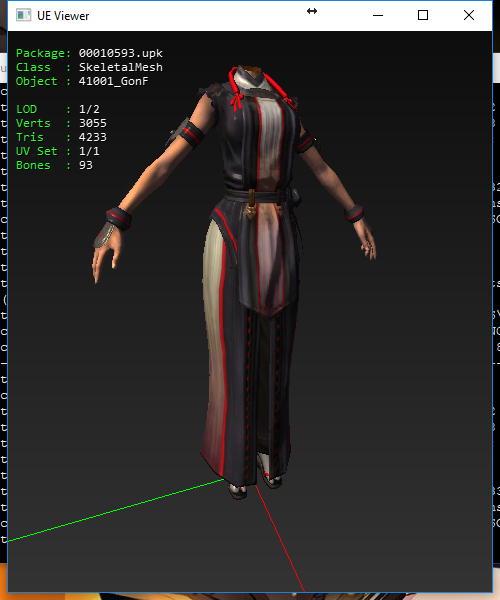 UE Viewer
Package: 00010593.upk
Class : SkeletalMesh
Object : 41001_GonF
LOD : 1/2
Verts : 3055
Tris : 4233
UV Set : 1/1
Bones : 93